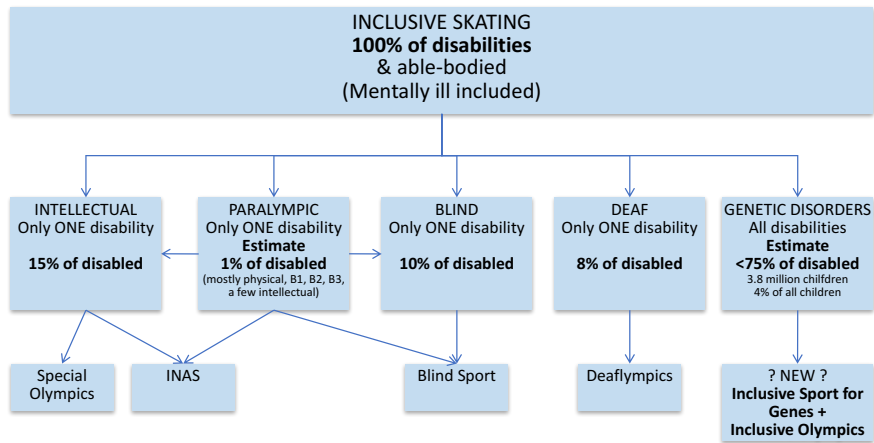 INCLUSIVE SKATING
100% of disabilities
& able-bodied
(Mentally ill included)
INTELLECTUAL
Only ONE disability
15% of disabled
PARALYMPIC
Only ONE disability
Estimate
1% of disabled
(mostly physical, B1, B2, B3,
a few intellectual)
BLIND
Only ONE disability
10% of disabled
DEAF
Only ONE disability
8% of disabled
GENETIC DISORDERS
All disabilities
Estimate
<75% of disabled
3.8 million chilfdren
4% of all children
Special
Olympics
INAS
Blind Sport
Deaflympics
? NEW ?
Inclusive Sport for
Genes +
Inclusive Olympics